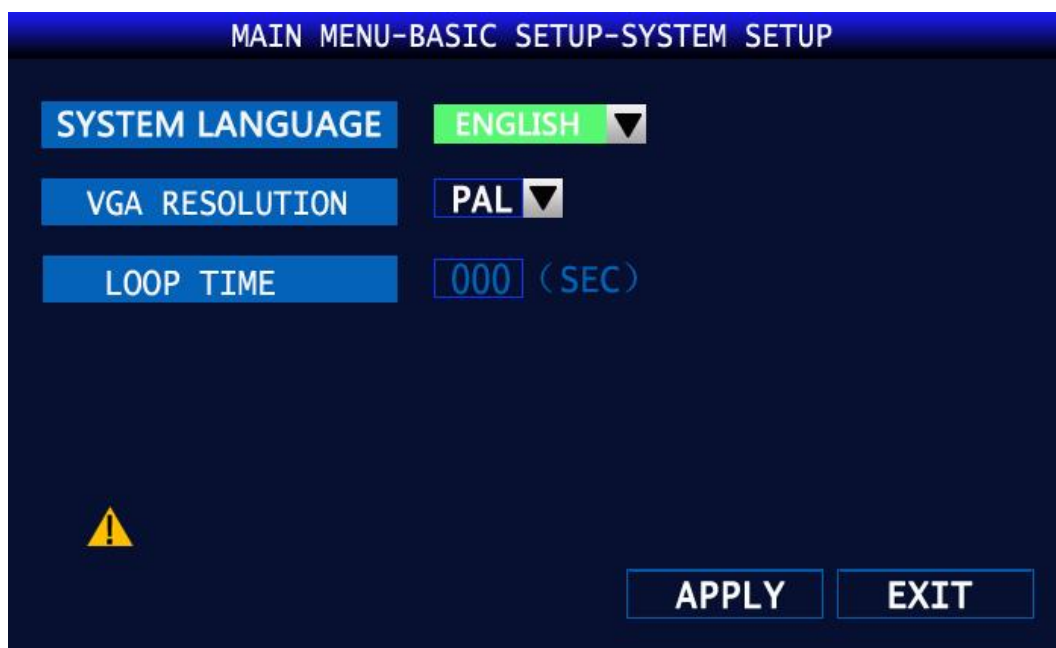 MAIN MENU-BASIC SETUP-SYSTEM SETUP
SYSTEM LANGUAGE ENGLISH
VGA RESOLUTION PAL
LOOP TIME 000 (SEC)
APPLY EXIT